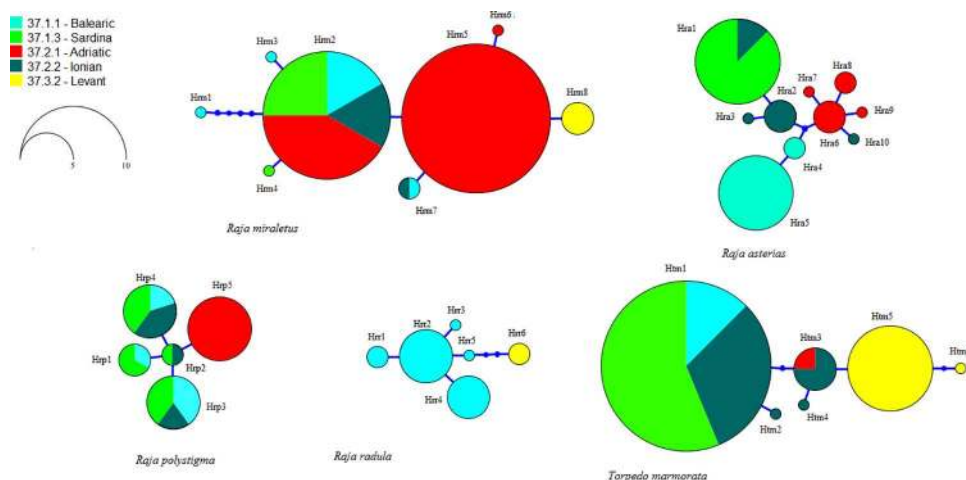 37.1.1 - Balearic
37.1.3 - Sardina
37.2.1 - Adriatic
37.2.2 - Ionian
37.3.2 - Levant
5
10
Hrm1
Hrm3
Hrm2
Hrm4
Hrm5
Hrm6
Hrm7
Hrm8
Raja miraletus
Hra1
Hra2
Hra3
Hra4
Hra5
Hra6
Hra7
Hra8
Hra9
Hra10
Raja asterias
Hrp4
Hrp5
Hrp1
Hrp2
Hrp3
Raja polystigma
Hrr1
Hrr2
Hrr3
Hrr5
Hrr6
Hrr4
Raja radula
Htm1
Htm2
Htm3
Htm4
Htm5
Htm
Torpedo marmorata